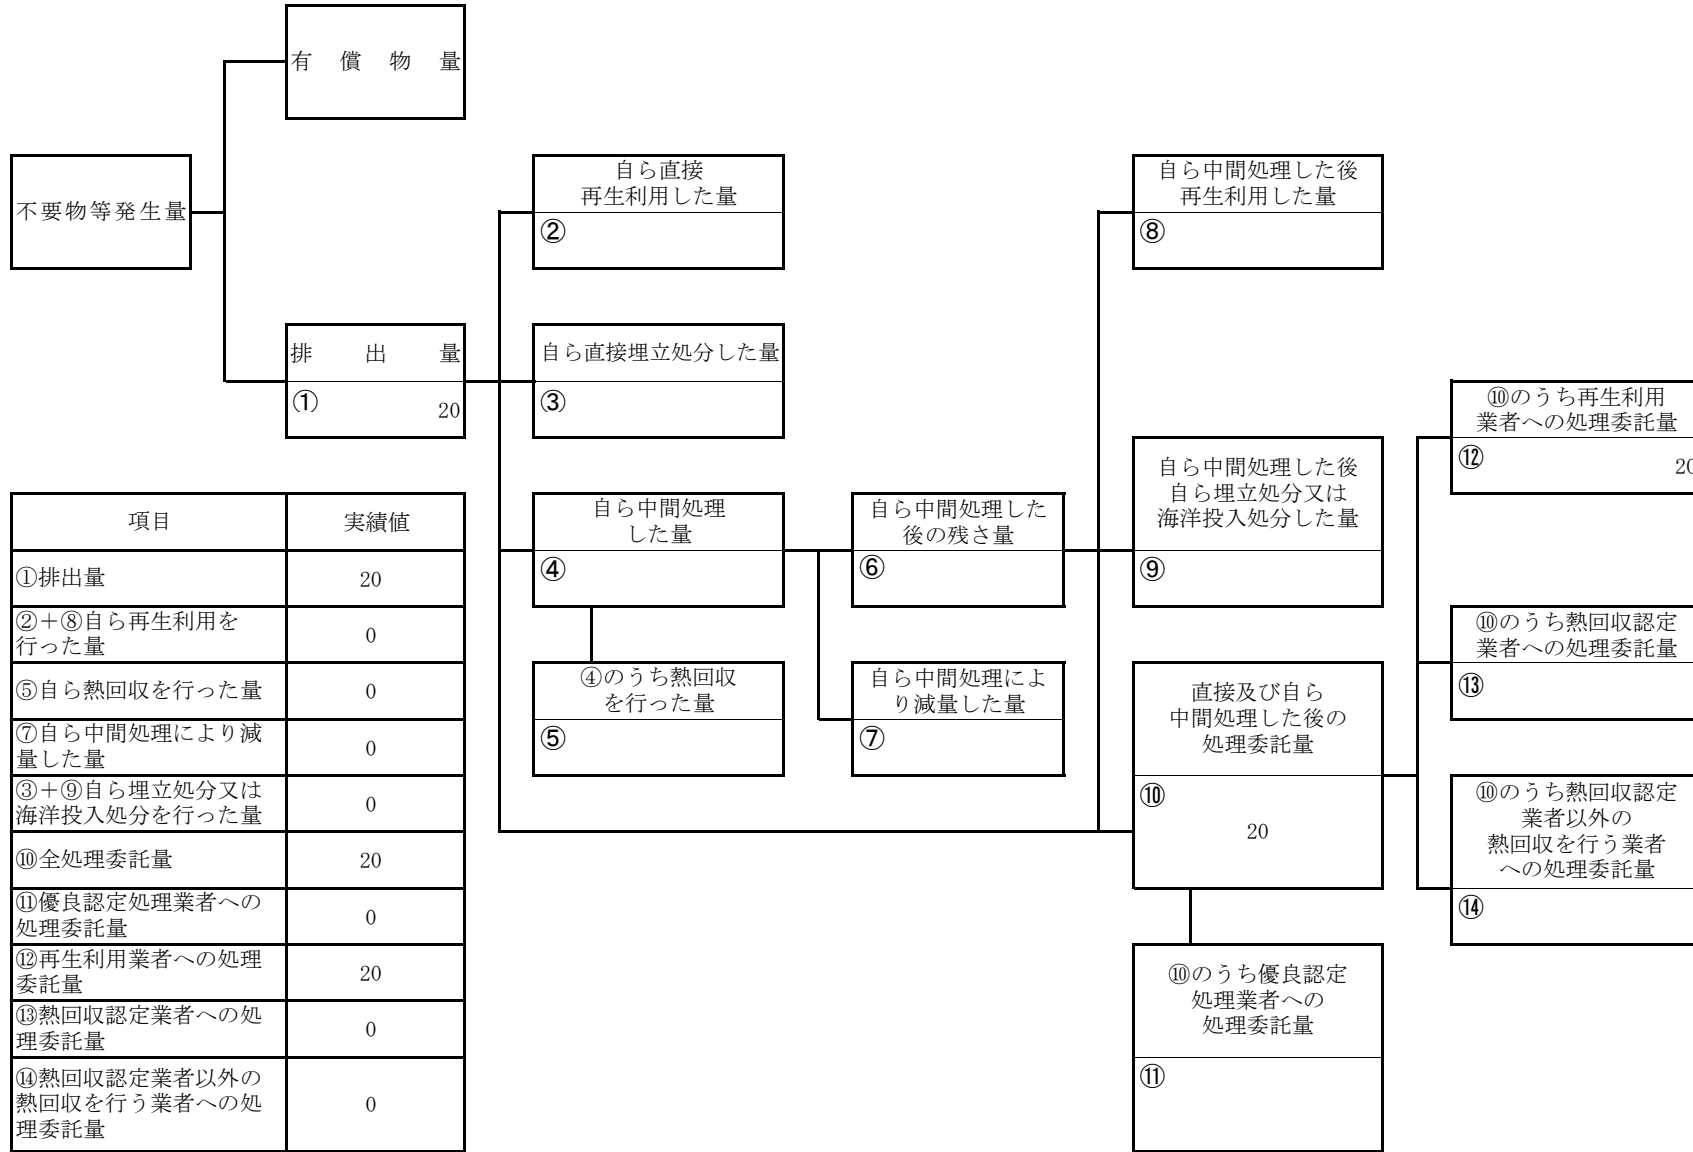 有償物量
不要物等発生量
自ら直接
再生利用した量
②
自ら中間処理した後
再生利用した量
⑧
排出量
①
20
自ら直接埋立処分した量
③
⑩のうち再生利用
業者への処理委託量
⑫
20
自ら中間処理した後
自ら埋立処分又は
海洋投入処分した量
⑨
自ら中間処理
した量
④
自ら中間処理した
後の残さ量
⑥
④のうち熱回収
を行った量
⑤
自ら中間処理によ
り減量した量
⑦
直接及び自ら
中間処理した後の
処理委託量
⑩
20
⑩のうち熱回収認定
業者への処理委託量
⑬
⑩のうち熱回収認定
業者以外の
熱回収を行う業者
への処理委託量
⑭
⑩のうち優良認定
処理業者への
処理委託量
⑪
項目 実績値
①排出量 20
②＋⑧自ら再生利用を
行った量 0
⑤自ら熱回収を行った量 0
⑦自ら中間処理により減
量した量 0
③＋⑨自ら埋立処分又は
海洋投入処分を行った量 0
⑩全処理委託量 20
⑪優良認定処理業者への
処理委託量 0
⑫再生利用業者への処理
委託量 20
⑬熱回収認定業者への処
理委託量 0
⑭熱回収認定業者以外の
熱回収を行う業者への処
理委託量 0